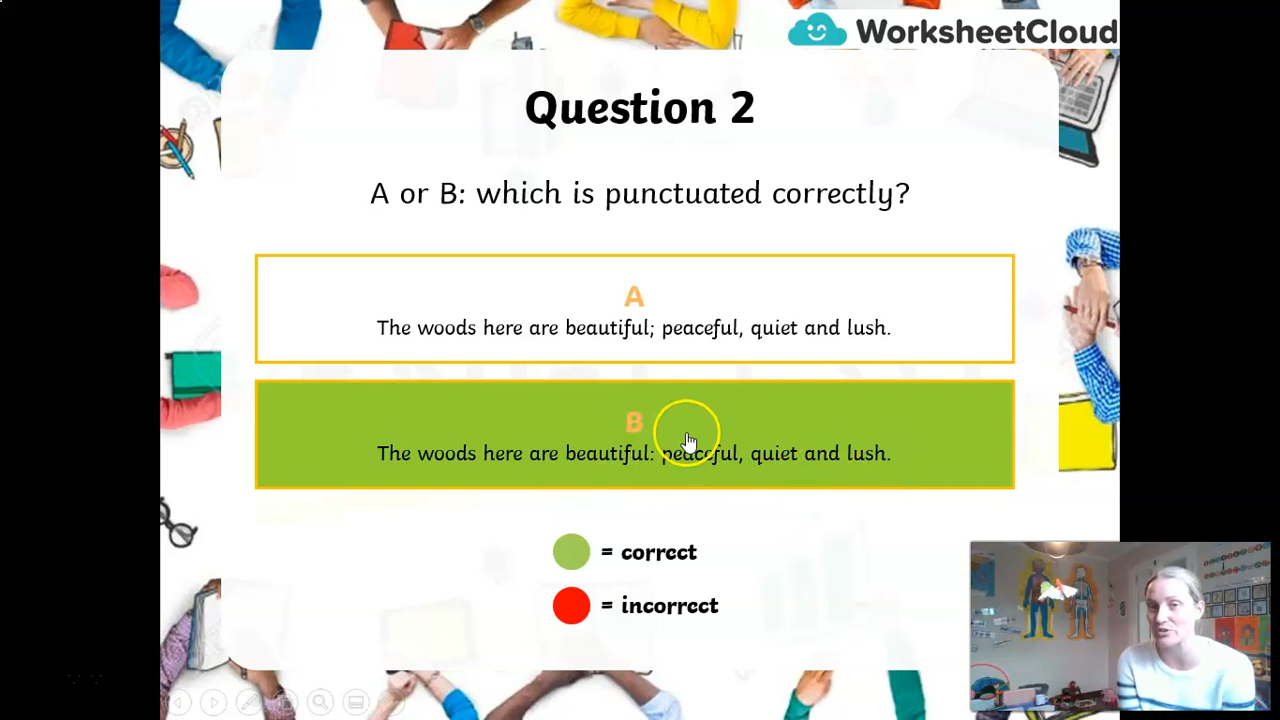 WorksheetCloud
Question 2
A or B: which is punctuated correctly?
A
The woods here are beautiful; peaceful, quiet and lush.
B
The woods here are beautiful: peaceful, quiet and lush.
= correct
= incorrect